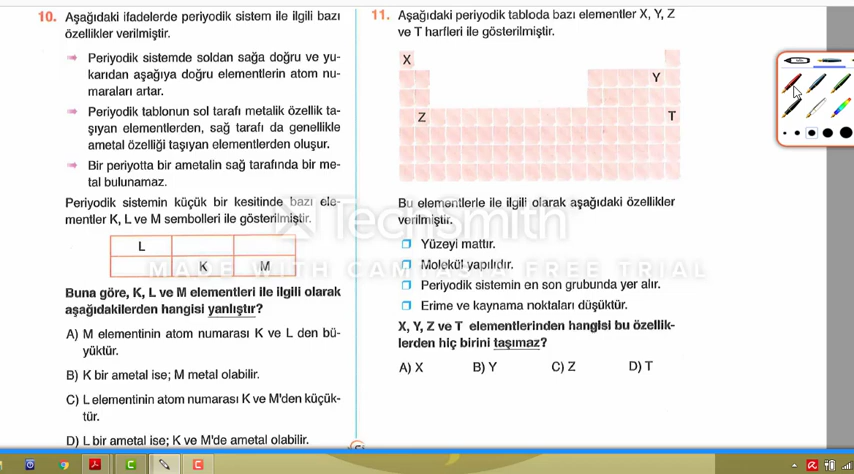 10. Aşağıdaki ifadelerde periyodik sistem ile ilgili bazı
özellikler verilmiştir.
Periyodik sistemde soldan sağa doğru ve yu-
karıdan aşağıya doğru elementlerin atom nu-
maraları artar.
Periyodik tablonun sol tarafı metalik özellik ta-
şıyan elementlerden, sağ tarafı da genellikle
ametal özelliği taşıyan elementlerden oluşur.
Bir periyotta bir ametalin sağ tarafında bir me-
tal bulunamaz.
Periyodik sistemin küçük bir kesitinde bazı ele-
mentler K, L ve M sembolleri ile gösterilmiştir.
L
K M
Buna göre, K, L ve M elementleri ile ilgili olarak
aşağıdakilerden hangisi yanlıştır?
A) M elementinin atom numarası K ve L den bü-
yüktür.
B) K bir ametal ise; M metal olabilir.
C) L elementinin atom numarası K ve M'den küçük-
tür.
D) L bir ametal ise; K ve M'de ametal olabilir.
11. Aşağıdaki periyodik tabloda bazı elementler X, Y, Z
ve T harfleri ile gösterilmiştir.
X
Y
Z T
Bu elementlerle ile ilgili olarak aşağıdaki özellikler
verilmiştir.
Yüzeyi mattır.
Molekül yapılıdır.
Periyodik sistemin en son grubunda yer alır.
Erime ve kaynama noktaları düşüktür.
X, Y, Z ve T elementlerinden hangisi bu özellik-
lerden hiç birini taşımaz?
A) X B) Y C) Z D) T
TechSmith
MADE WITH CAMTASIA FREE TRIAL